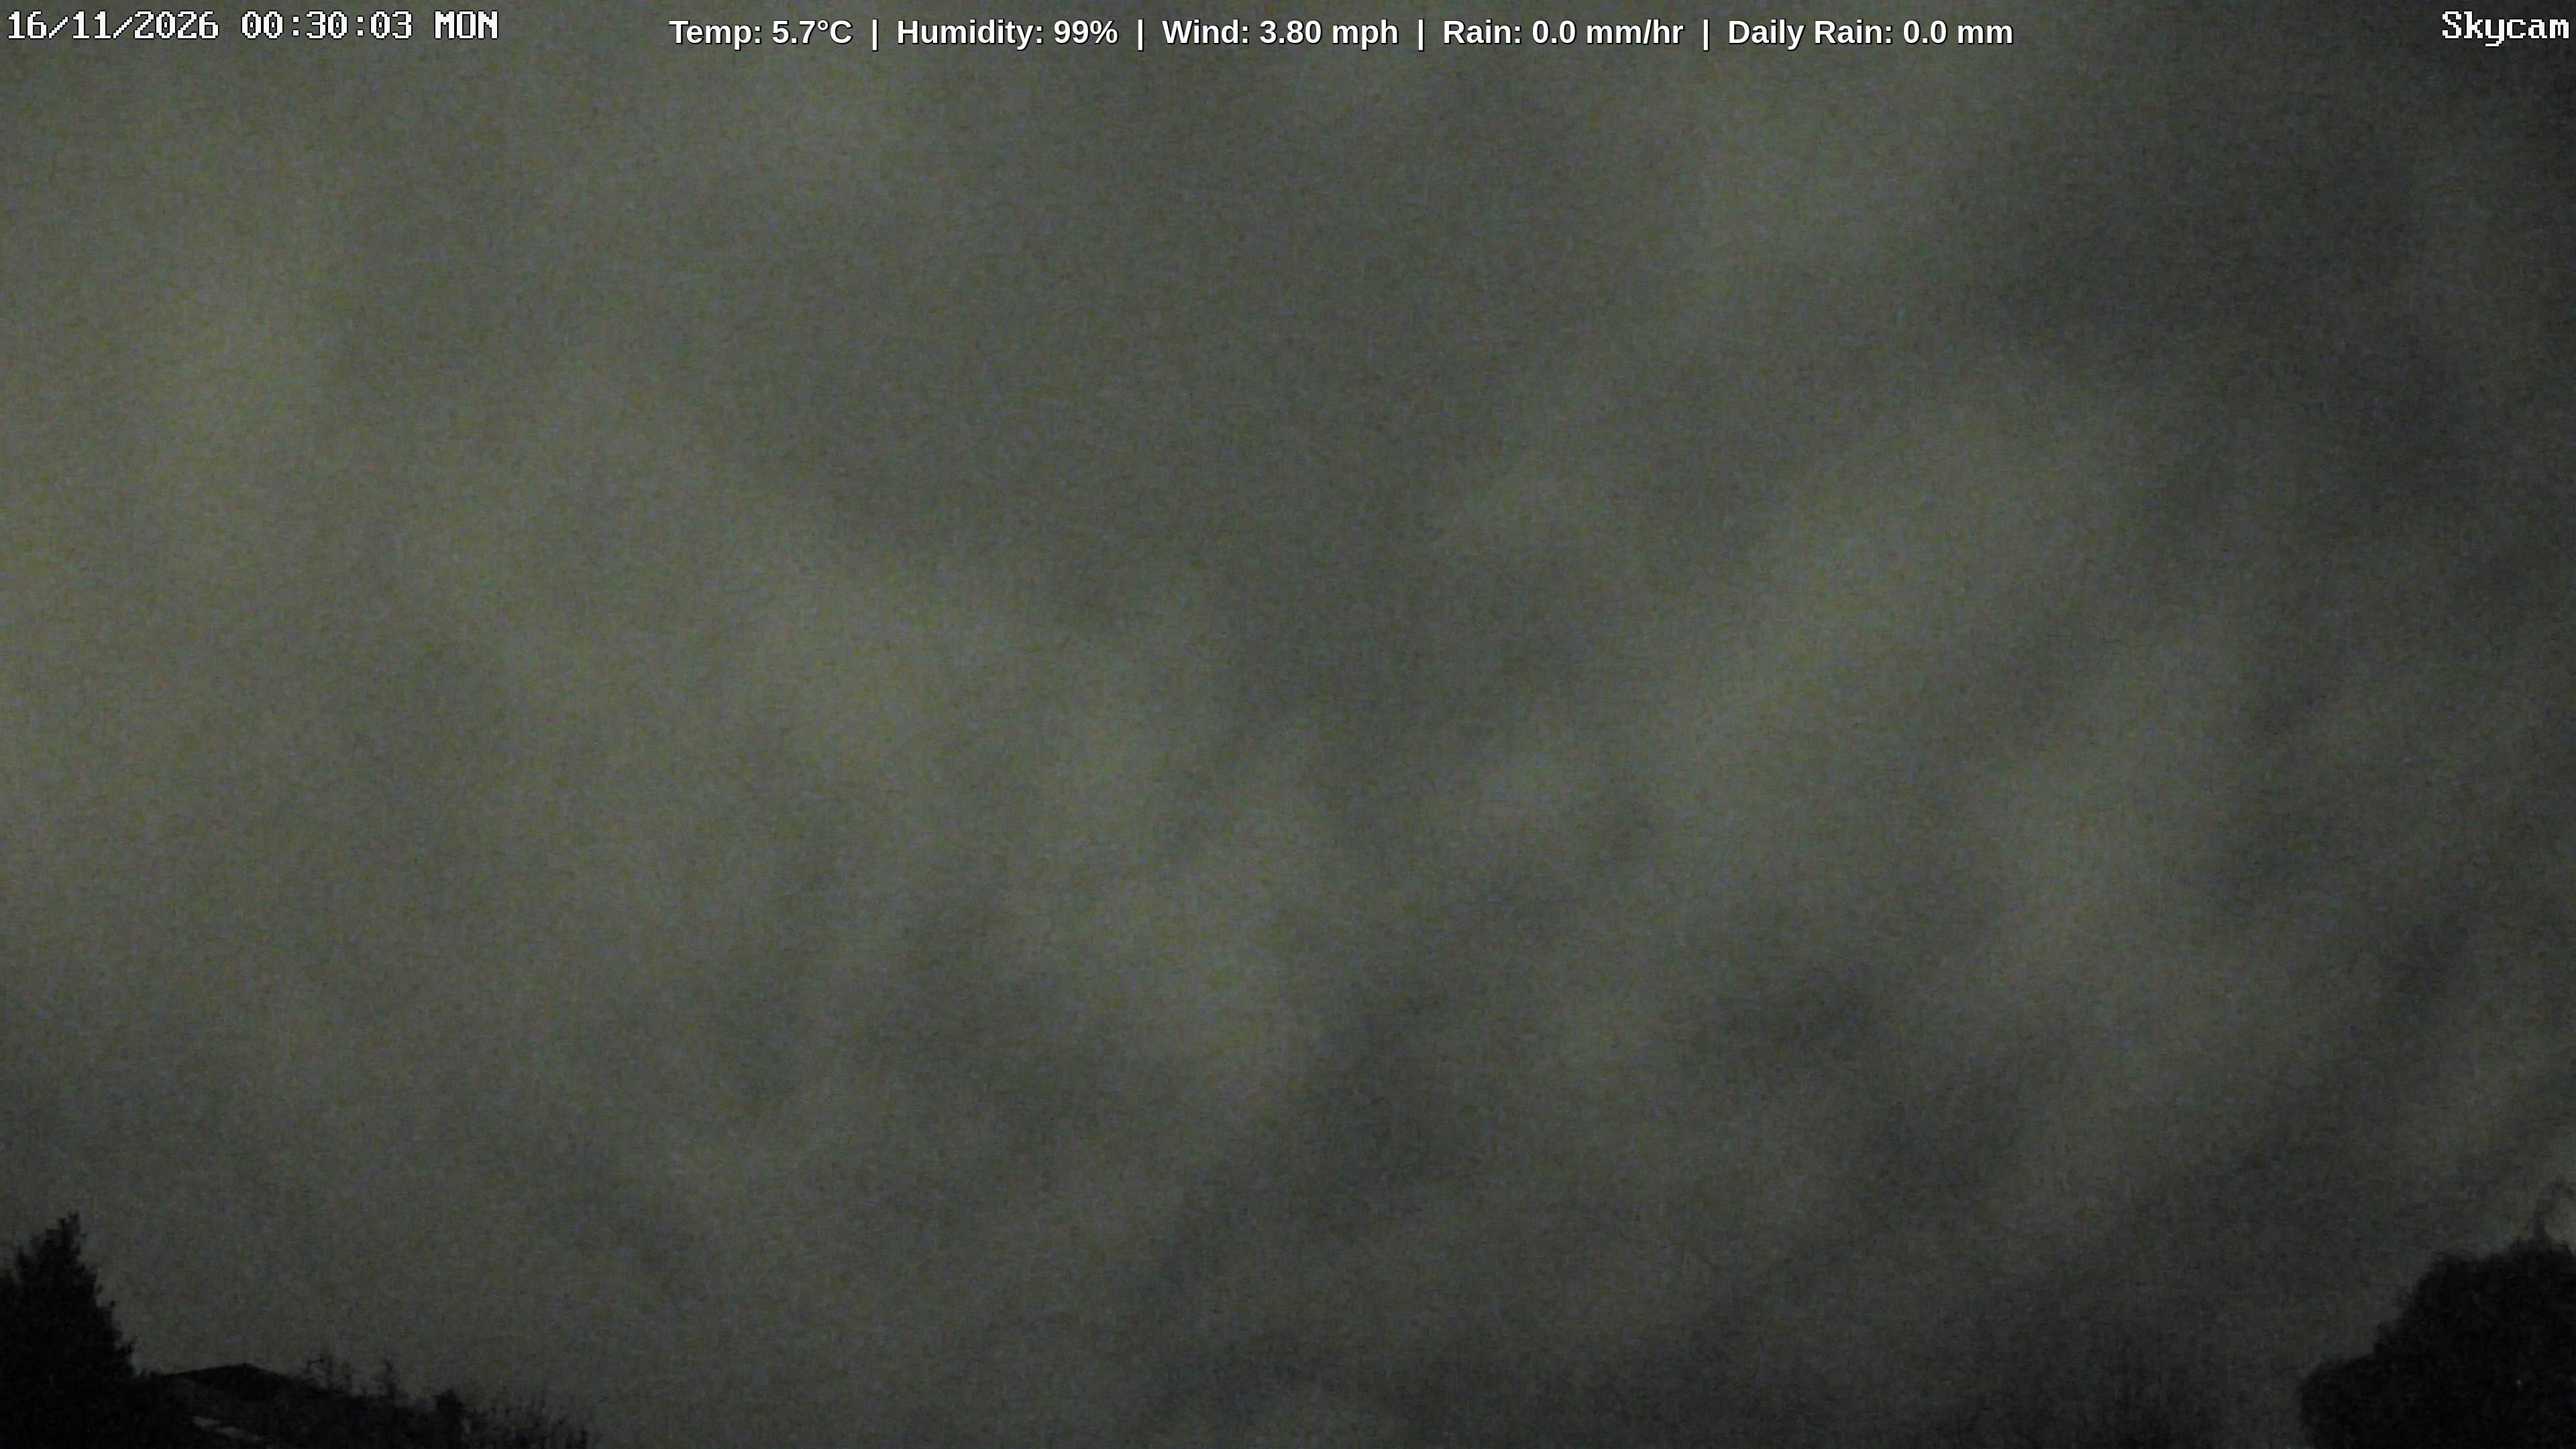 16/11/2026 00:30:03 MON
Temp: 5.7°C | Humidity: 99% | Wind: 3.80 mph | Rain: 0.0 mm/hr | Daily Rain: 0.0 mm
Skycam